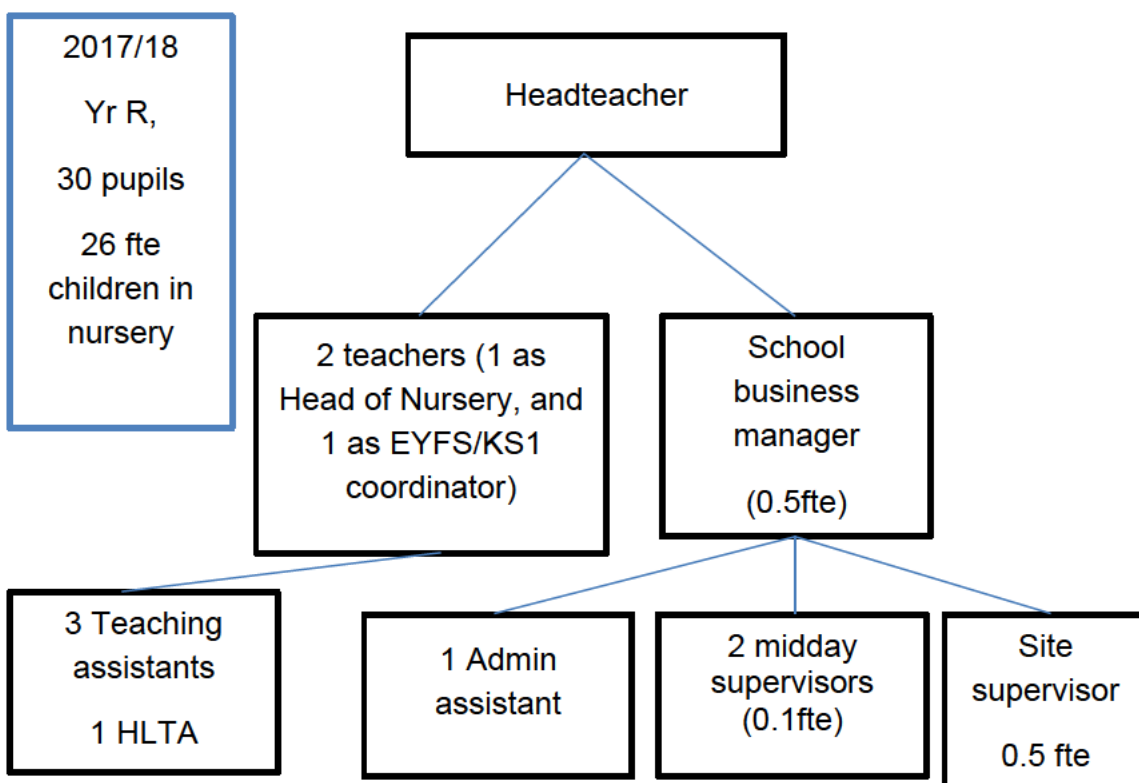 2017/18
Yr R,
30 pupils
26 fte
children in
nursery
Headteacher
2 teachers (1 as
Head of Nursery, and
1 as EYFS/KS1
coordinator)
School
business
manager
(0.5fte)
3 Teaching
assistants
1 HLTA
1 Admin
assistant
2 midday
supervisors
(0.1fte)
Site
supervisor
0.5 fte